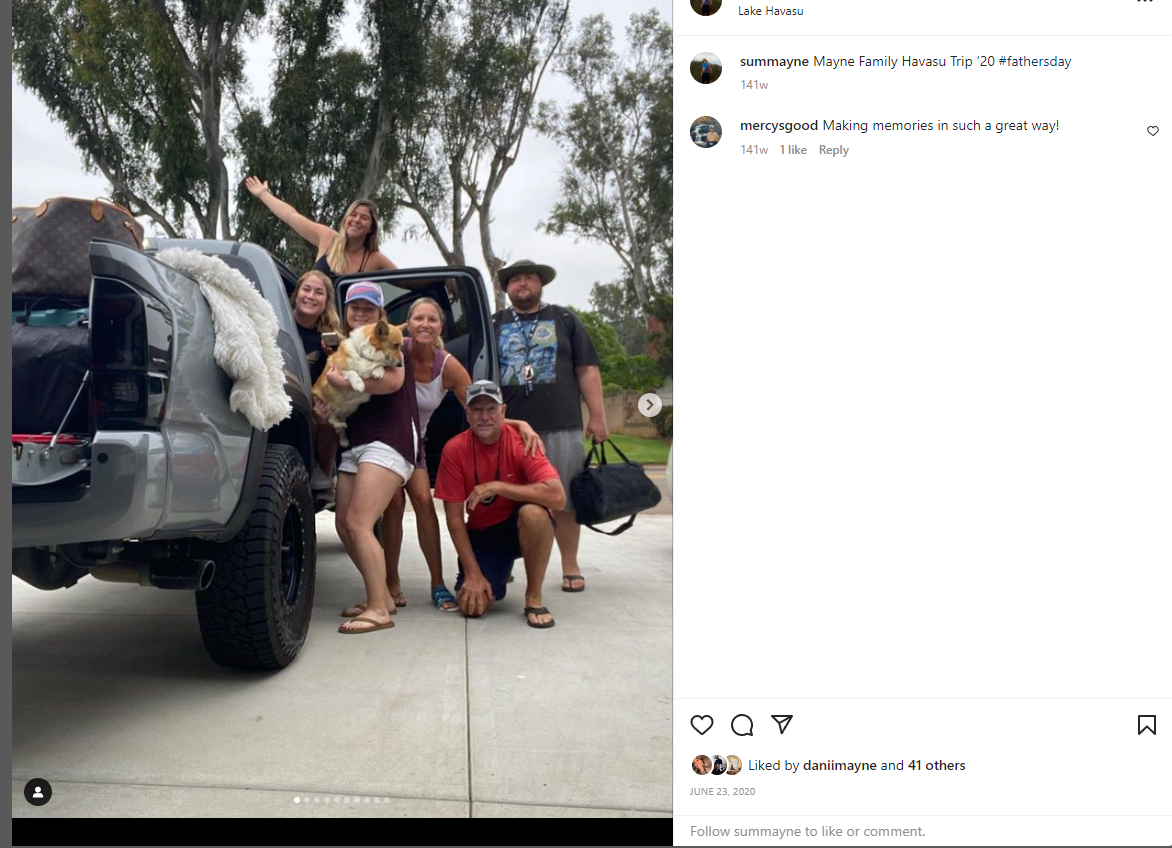 Lake Havasu
summayne Mayne Family Havasu Trip ’20 #fathersday
141w
mercysgood Making memories in such a great way!
141w 1 like Reply
Liked by daniimayne and 41 others
JUNE 23, 2020
Follow summayne to like or comment.